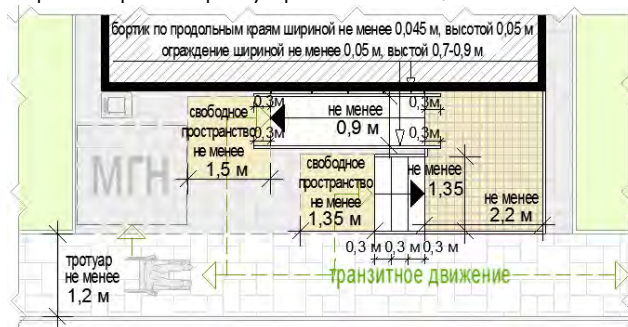 бортик по продольным краям шириной не менее 0,045 м, высотой 0,05 м
ограждение шириной не менее 0,05 м, выстой 0,7-0,9 м
0,3м
0,3м
свободное
пространство
не менее
1,5 м
0,3м
0,3м
не менее
0,9 м
МГН
свободное
пространство
не менее
1,35 м
не менее
1,35
не менее
2,2 м
0,3 м 0,3 м 0,3 м
тротуар
не менее
1,2 м
транзитное движение